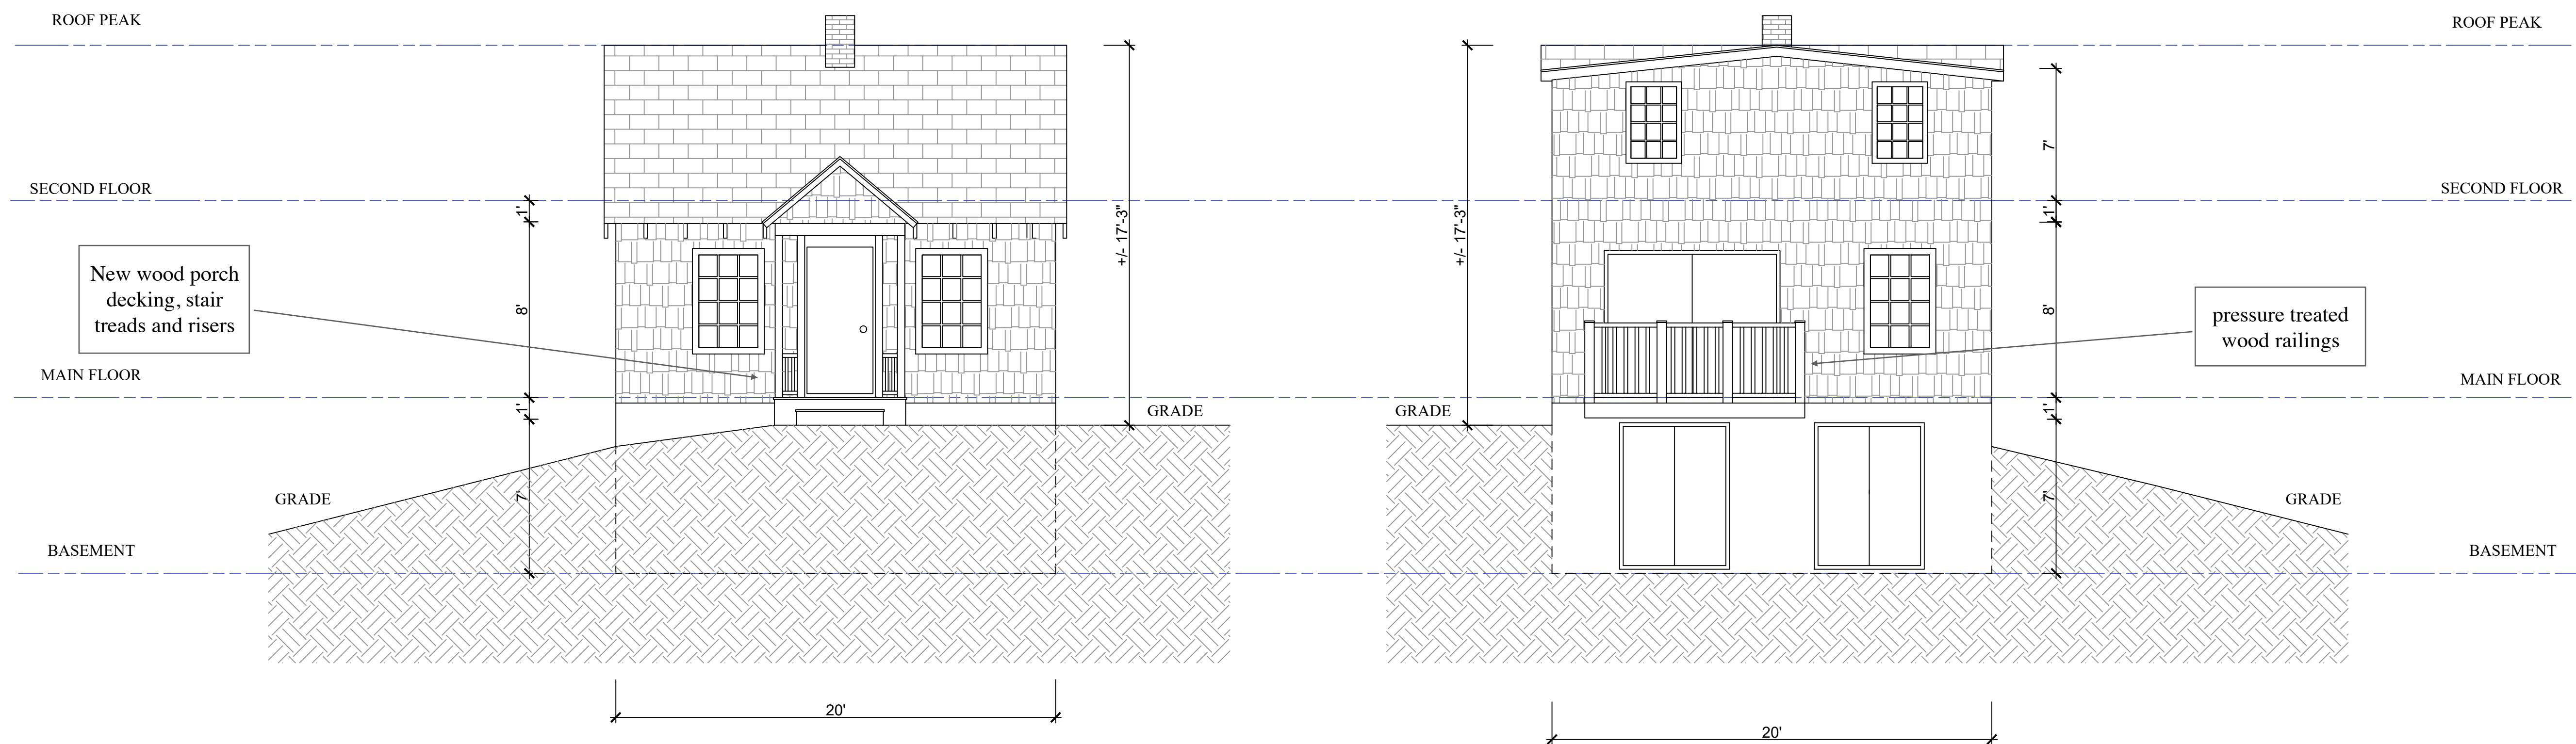 ROOF PEAK
ROOF PEAK
SECOND FLOOR
SECOND FLOOR
7'
1'
1'
+/- 17'-3"
+/- 17'-3"
New wood porch
decking, stair
treads and risers
8'
8'
pressure treated
wood railings
MAIN FLOOR
MAIN FLOOR
1'
1'
GRADE
GRADE
GRADE
GRADE
7'
7'
BASEMENT
BASEMENT
20'
20'